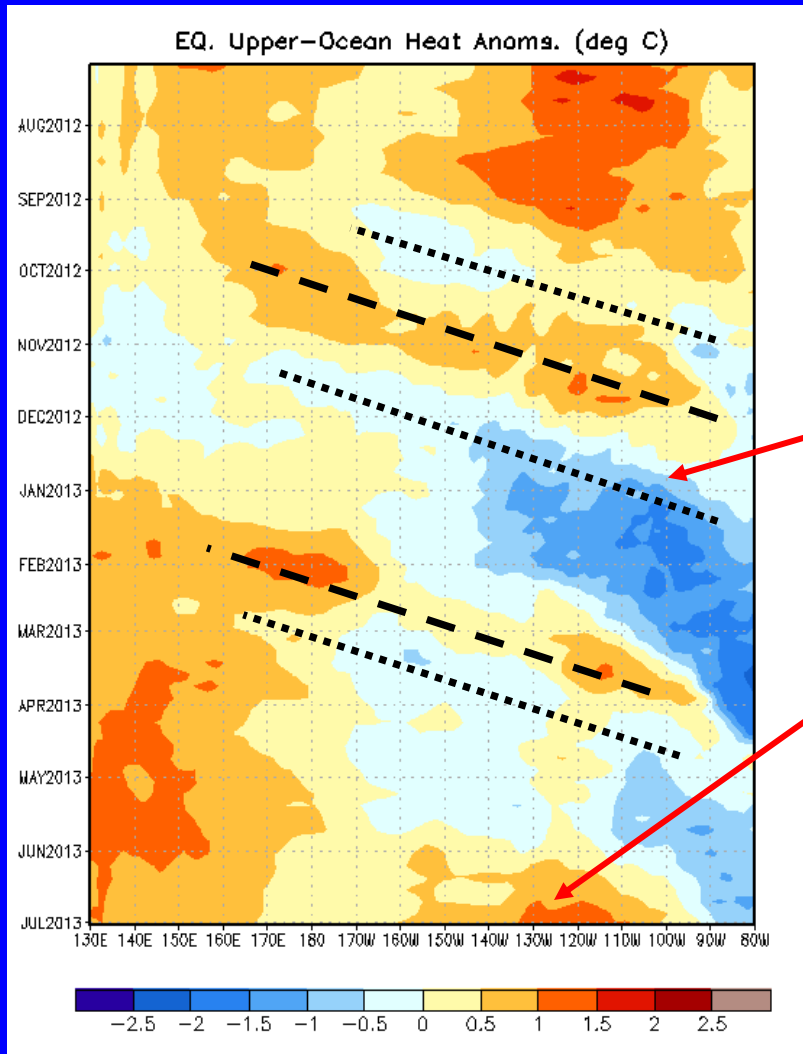 EQ. Upper-Ocean Heat Anoms. (deg C)
AUG2012
SEP2012
OCT2012
NOV2012
DEC2012
JAN2013
FEB2013
MAR2013
APR2013
MAY2013
JUN2013
JUL2013
130E 140E 150E 160E 170E 180 170W 160W 150W 140W 130W 120W 110W 100W 90W 80W
-2.5 -2 -1.5 -1 -0.5 0 0.5 1 1.5 2 2.5